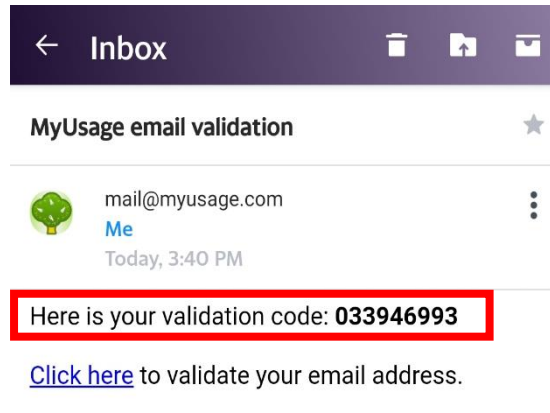 Inbox
MyUsage email validation
mail@myusage.com
Me
Today, 3:40 PM
Here is your validation code: 033946993
Click here to validate your email address.